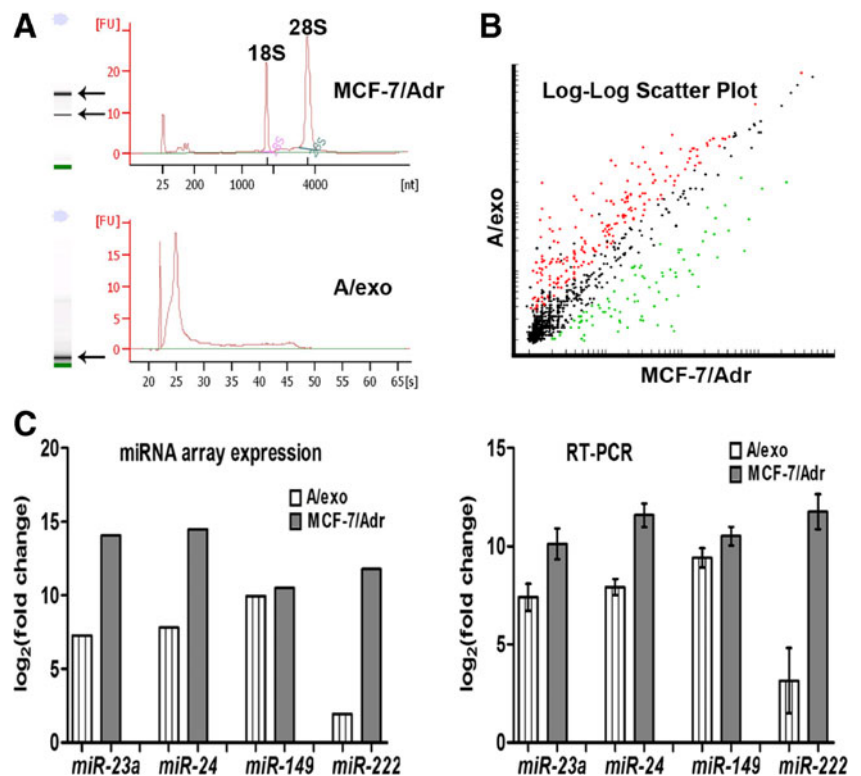 A
[FU]
30
20
10
0
18S
28S
MCF-7/Adr
25 200 1000 4000 [nt]
[FU]
15
10
5
0
A/exo
20 25 30 35 40 45 50 55 60 65[s]
B
Log-Log Scatter Plot
A/exo
MCF-7/Adr
C
miRNA array expression
A/exo
MCF-7/Adr
log₂(fold change)
20
15
10
5
0
miR-23a miR-24 miR-149 miR-222
RT-PCR
A/exo
MCF-7/Adr
log₂(fold change)
15
10
5
0
miR-23a miR-24 miR-149 miR-222